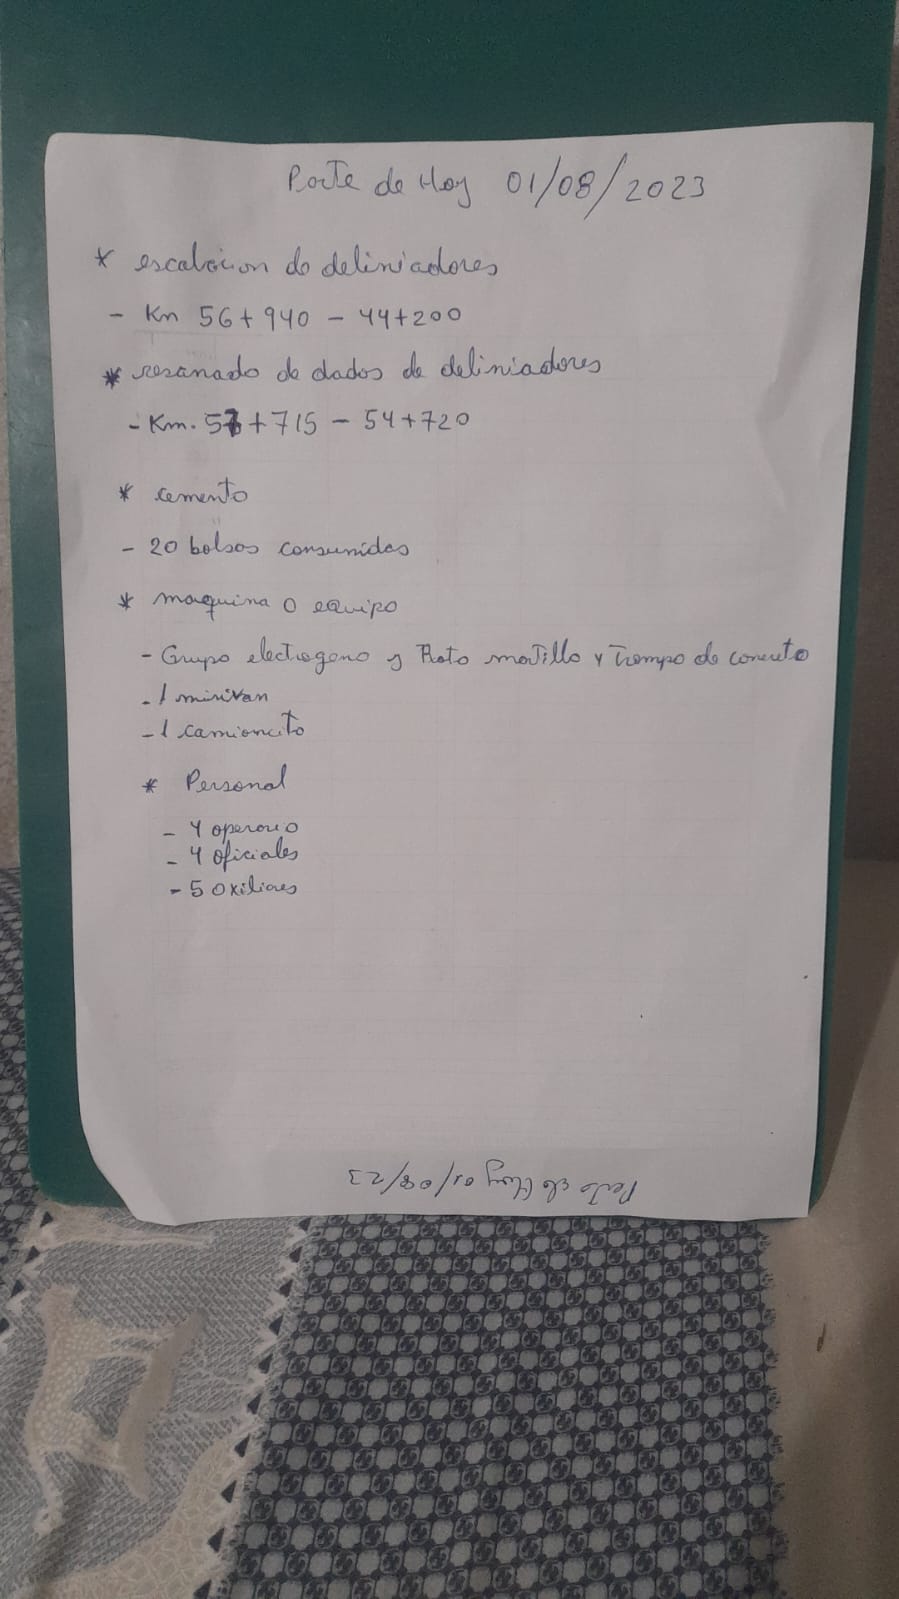 Parte de Hoy 01/08/2023
* escabacion de deliniadores
- Km 56+940 - 44+200
* resanado de dados de deliniadores
- Km. 57+715 - 54+720
* cemento
- 20 bolsas consumidas
* maquina o equipo
- Grupo electrogeno y Roto martillo y Trompo de concreto
- 1 minivan
- 1 camioncito
* Personal
- 4 operario
- 4 oficiales
- 5 oxiliares
Parte de Hoy 01/08/23